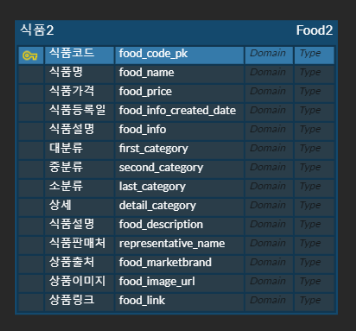 식품2 Food2
식품코드 food_code_pk Domain Type
식품명 food_name Domain Type
식품가격 food_price Domain Type
식품등록일 food_info_created_date Domain Type
식품설명 food_info Domain Type
대분류 first_category Domain Type
중분류 second_category Domain Type
소분류 last_category Domain Type
상세 detail_category Domain Type
식품설명 food_description Domain Type
식품판매처 representative_name Domain Type
상품출처 food_marketbrand Domain Type
상품이미지 food_image_url Domain Type
상품링크 food_link Domain Type